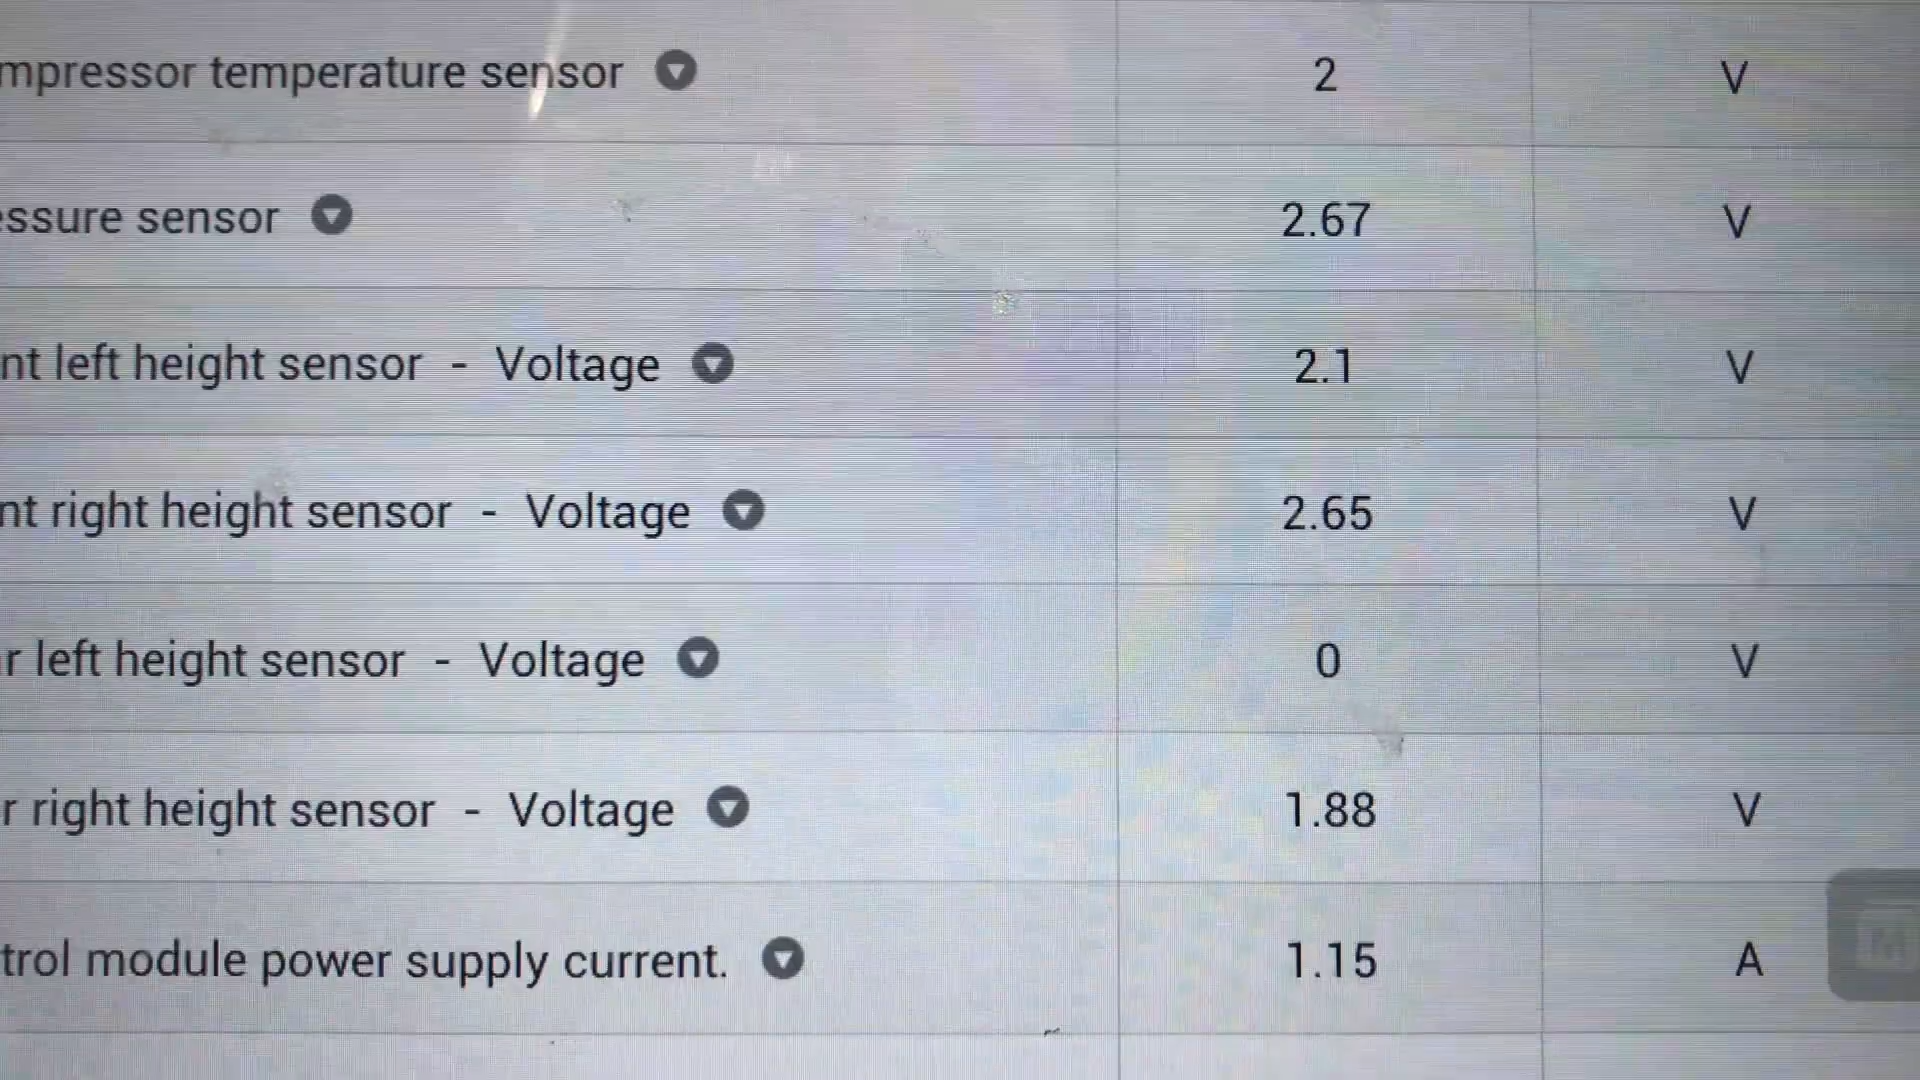 mpressor temperature sensor 2 V
essure sensor 2.67 V
nt left height sensor - Voltage 2.1 V
nt right height sensor - Voltage 2.65 V
r left height sensor - Voltage 0 V
r right height sensor - Voltage 1.88 V
trol module power supply current. 1.15 A